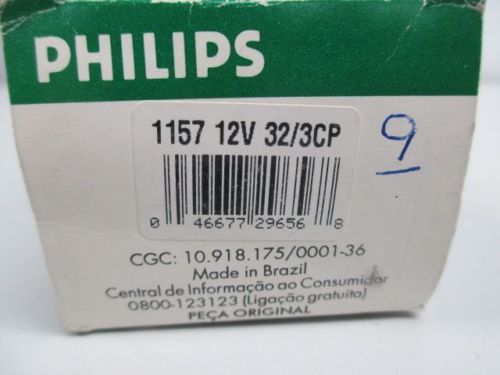 PHILIPS
1157 12V 32/3CP
9
0 46677 29656 8
CGC: 10.918.175/0001-36
Made in Brazil
Central de Informação ao Consumidor
0800-123123 (Ligação gratuita)
PEÇA ORIGINAL